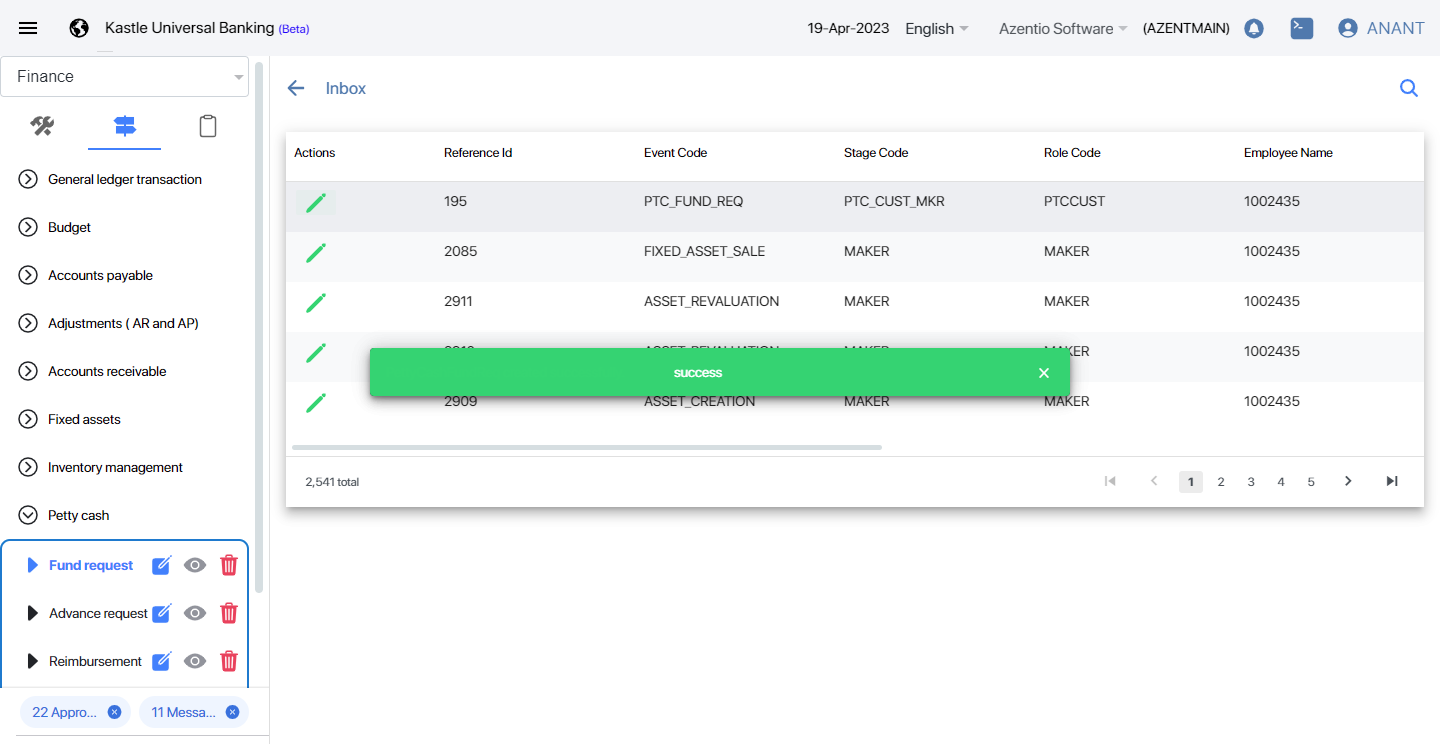 Kastle Universal Banking (Beta)
19-Apr-2023 English Azentio Software (AZENTMAIN) ANANT
Finance
General ledger transaction
Budget
Accounts payable
Adjustments ( AR and AP)
Accounts receivable
Fixed assets
Inventory management
Petty cash
Fund request
Advance request
Reimbursement
22 Appro... 11 Messa...
Inbox
Actions Reference Id Event Code Stage Code Role Code Employee Name
195 PTC_FUND_REQ PTC_CUST_MKR PTCCUST 1002435
2085 FIXED_ASSET_SALE MAKER MAKER 1002435
2911 ASSET_REVALUATION MAKER MAKER 1002435
ASSET_REVALUATION MAKER MAKER 1002435
success
2909 ASSET_CREATION MAKER MAKER 1002435
2,541 total 1 2 3 4 5